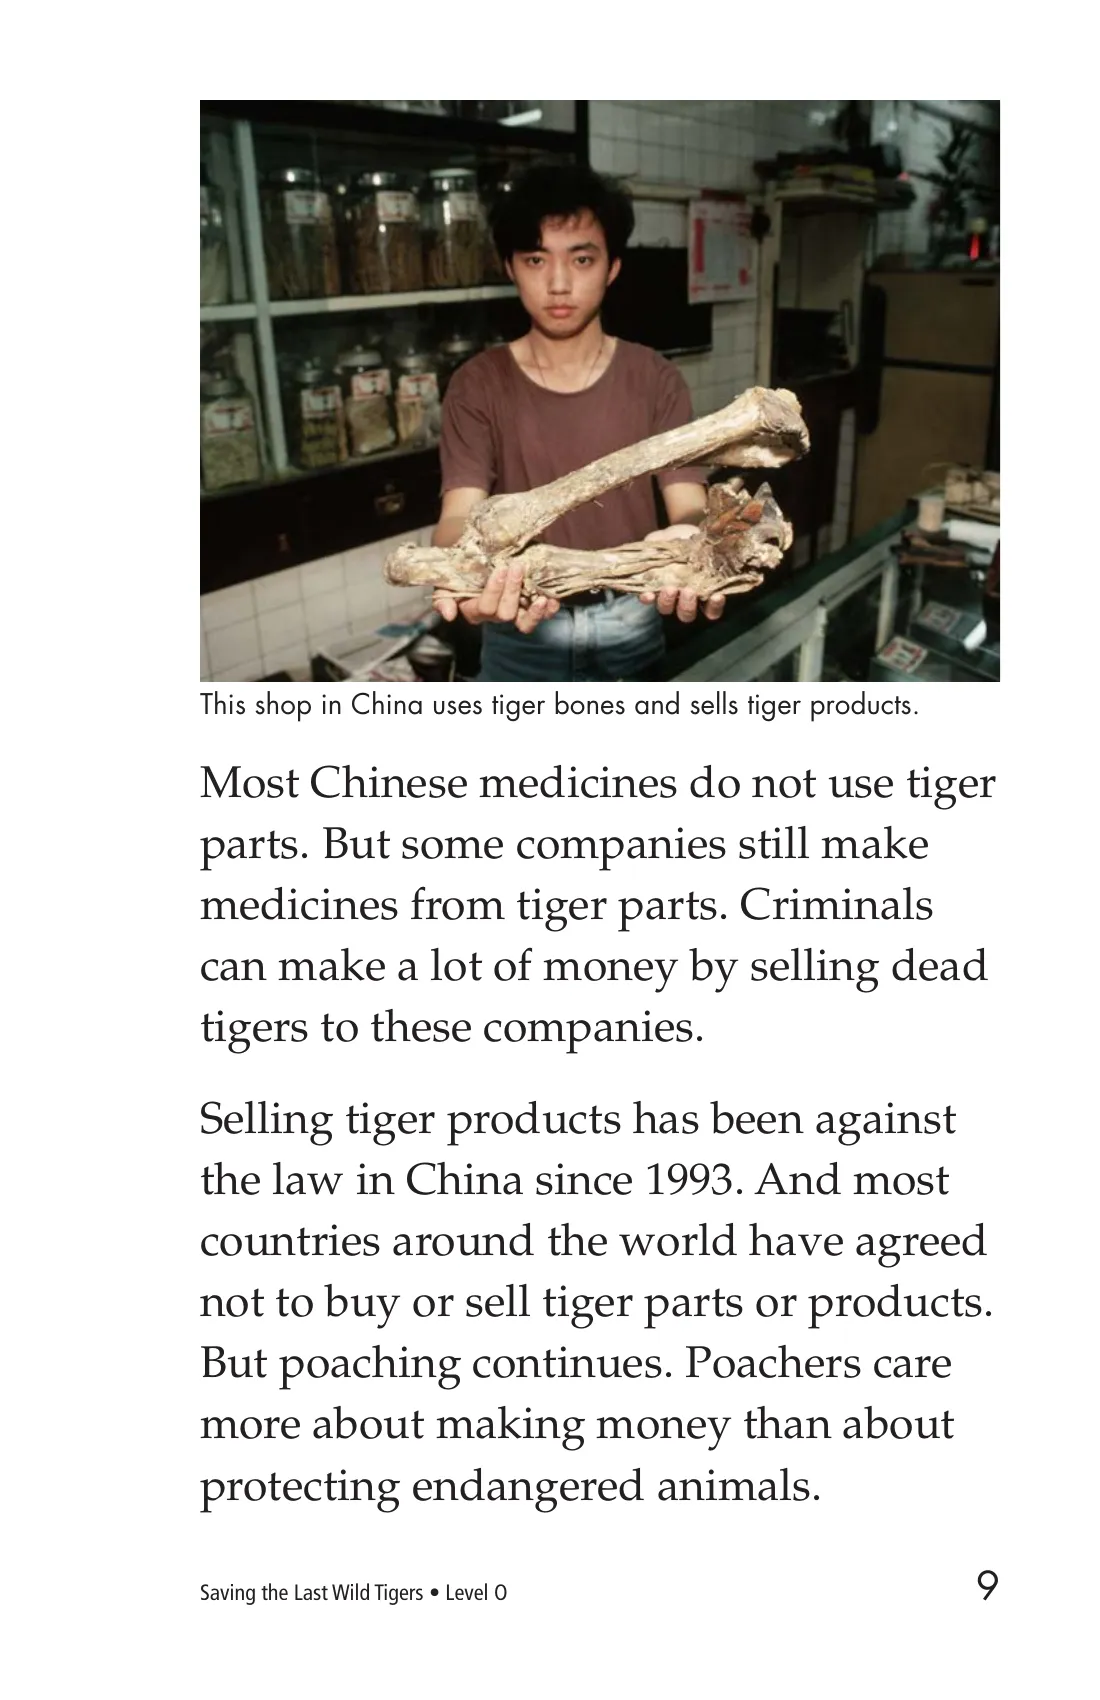 This shop in China uses tiger bones and sells tiger products.
Most Chinese medicines do not use tiger
parts. But some companies still make
medicines from tiger parts. Criminals
can make a lot of money by selling dead
tigers to these companies.
Selling tiger products has been against
the law in China since 1993. And most
countries around the world have agreed
not to buy or sell tiger parts or products.
But poaching continues. Poachers care
more about making money than about
protecting endangered animals.
Saving the Last Wild Tigers • Level O
9